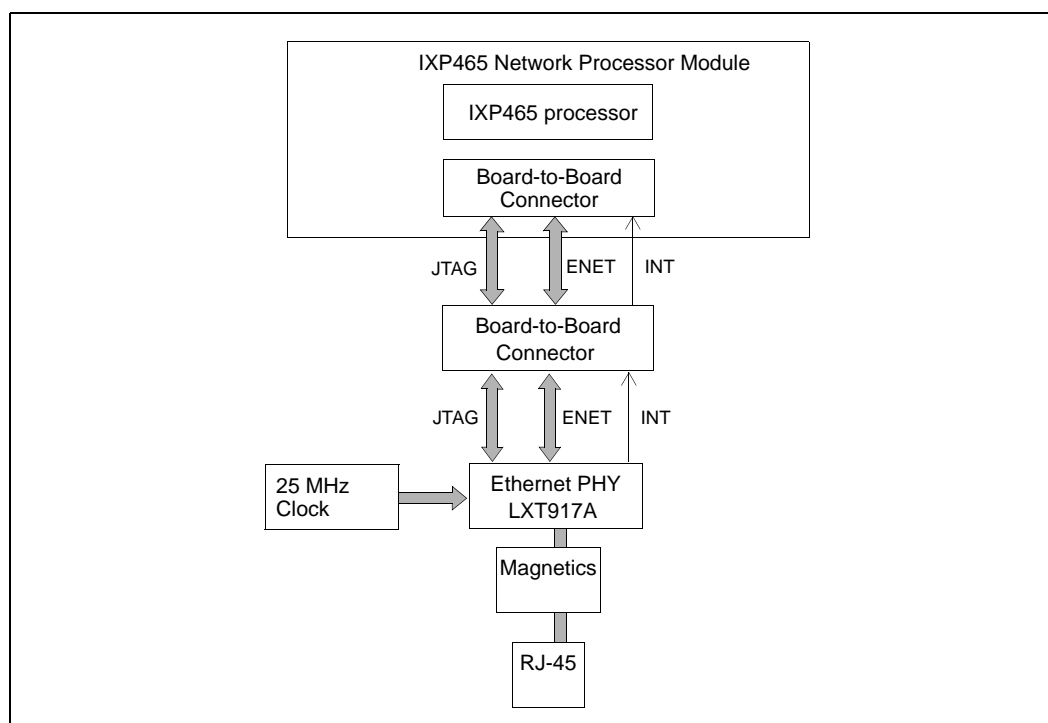 IXP465 Network Processor Module
IXP465 processor
Board-to-Board
Connector
JTAG
ENET
INT
Board-to-Board
Connector
JTAG
ENET
INT
25 MHz
Clock
Ethernet PHY
LXT917A
Magnetics
RJ-45